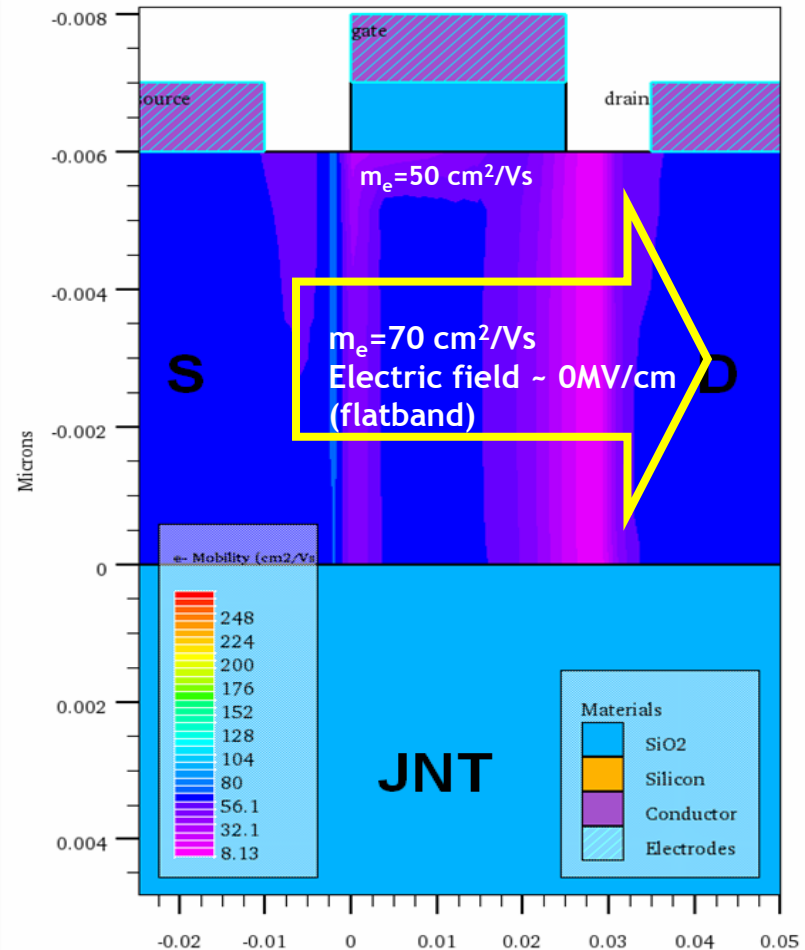 -0.008
gate
source
drain
-0.006
mₑ=50 cm²/Vs
-0.004
mₑ=70 cm²/Vs
S
Electric field ~ 0MV/cm
D
(flatband)
-0.002
Microns
e- Mobility (cm2/Vs
0
248
224
200
176
152
128
104
80
56.1
32.1
8.13
0.002
Materials
SiO2
Silicon
Conductor
Electrodes
JNT
0.004
-0.02 -0.01 0 0.01 0.02 0.03 0.04 0.05